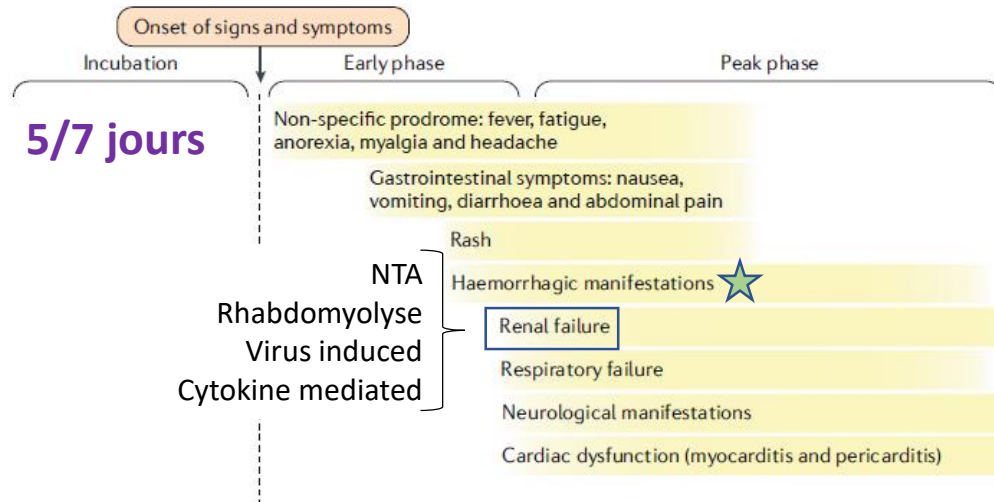 Onset of signs and symptoms
Incubation
Early phase
Peak phase
5/7 jours
Non-specific prodrome: fever, fatigue,
anorexia, myalgia and headache
Gastrointestinal symptoms: nausea,
vomiting, diarrhoea and abdominal pain
Rash
NTA
Rhabdomyolyse
Virus induced
Cytokine mediated
Haemorrhagic manifestations
Renal failure
Respiratory failure
Neurological manifestations
Cardiac dysfunction (myocarditis and pericarditis)